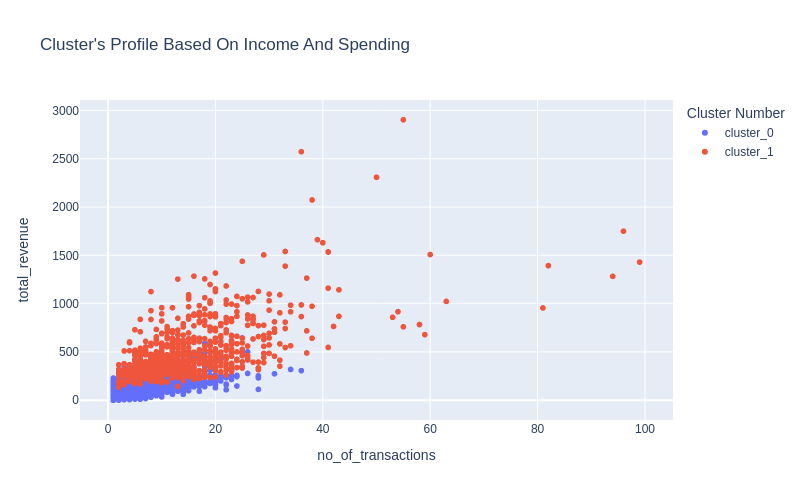 Cluster's Profile Based On Income And Spending
Cluster Number
cluster_0
cluster_1
total_revenue
3000
2500
2000
1500
1000
500
0
0
20
40
60
80
100
no_of_transactions